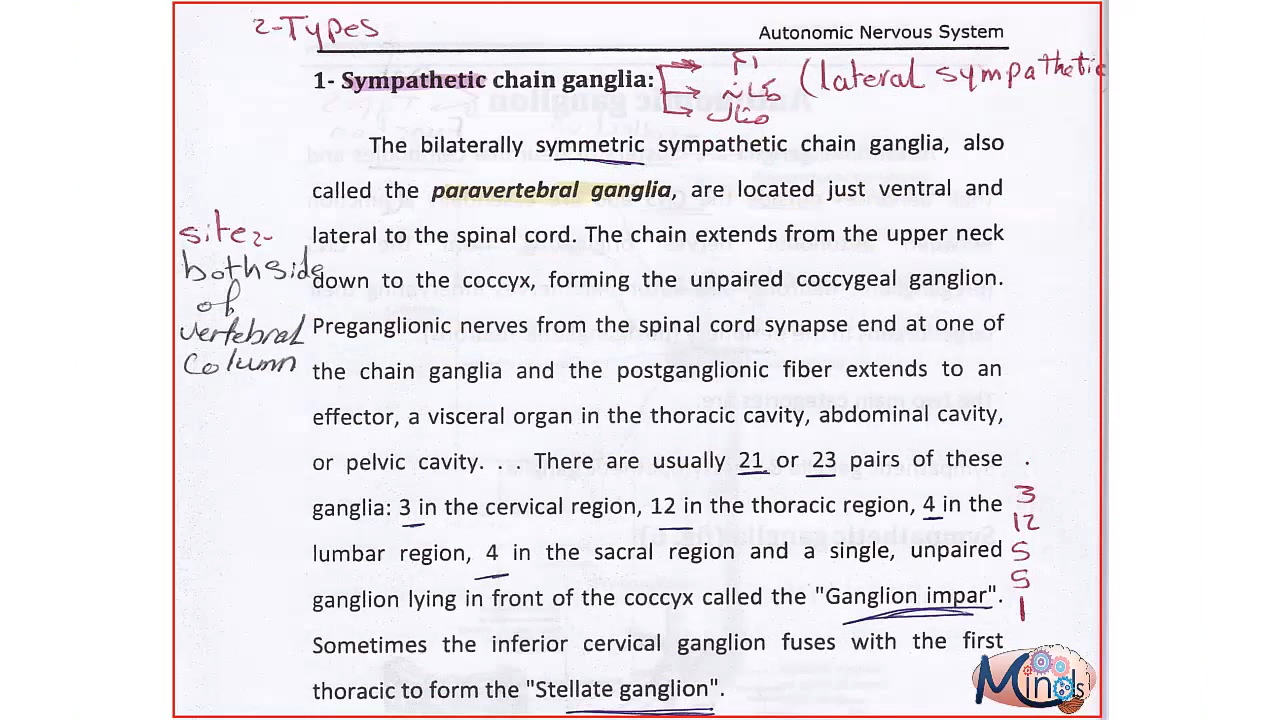 2-Types
Autonomic Nervous System
1- Sympathetic chain ganglia:
(lateral sympathetic
مكانه
مثال
The bilaterally symmetric sympathetic chain ganglia, also
called the paravertebral ganglia, are located just ventral and
lateral to the spinal cord. The chain extends from the upper neck
down to the coccyx, forming the unpaired coccygeal ganglion.
Preganglionic nerves from the spinal cord synapse end at one of
the chain ganglia and the postganglionic fiber extends to an
effector, a visceral organ in the thoracic cavity, abdominal cavity,
or pelvic cavity. . . There are usually 21 or 23 pairs of these
ganglia: 3 in the cervical region, 12 in the thoracic region, 4 in the
lumbar region, 4 in the sacral region and a single, unpaired
ganglion lying in front of the coccyx called the "Ganglion impar".
Sometimes the inferior cervical ganglion fuses with the first
thoracic to form the "Stellate ganglion".
site:-
both side
of
vertebral
Column
3
12
5
5
1
Minds